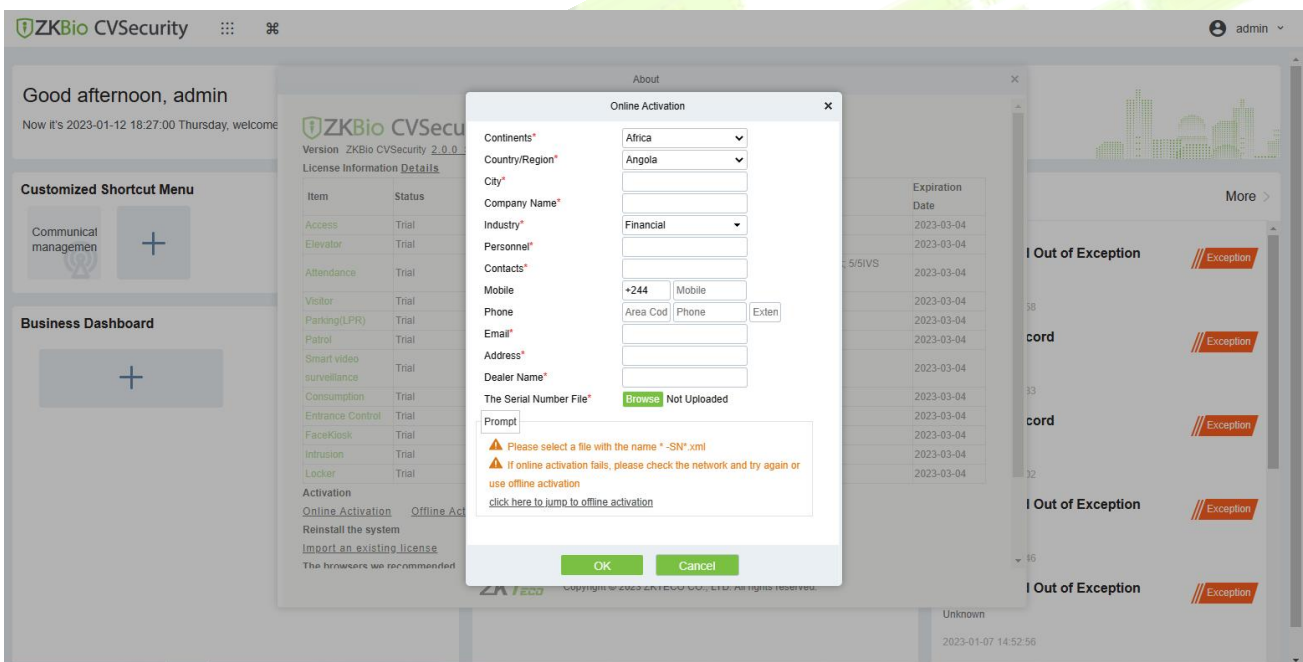 ZKBio CVSecurity
admin
Good afternoon, admin
Now it's 2023-01-12 18:27:00 Thursday, welcome
Customized Shortcut Menu
Communicat
managemen
Business Dashboard
About
ZKBio CVSecu
Version ZKBio CVSecurity 2.0.0
License Information Details
Item Status Expiration Date
Access Trial 2023-03-04
Elevator Trial 2023-03-04
Attendance Trial ; 5/5IVS 2023-03-04
Visitor Trial 2023-03-04
Parking(LPR) Trial 2023-03-04
Patrol Trial 2023-03-04
Smart video surveillance Trial 2023-03-04
Consumption Trial 2023-03-04
Entrance Control Trial 2023-03-04
FaceKiosk Trial 2023-03-04
Intrusion Trial 2023-03-04
Locker Trial 2023-03-04
Activation
Online Activation Offline Act
Reinstall the system
Import an existing license
The browsers we recommended
ZKTECO Copyright © 2023 ZKTECO CO., LTD. All rights reserved.
Online Activation
Continents* Africa
Country/Region* Angola
City*
Company Name*
Industry* Financial
Personnel*
Contacts*
Mobile +244 Mobile
Phone Area Cod Phone Exten
Email*
Address*
Dealer Name*
The Serial Number File* Browse Not Uploaded
Prompt
Please select a file with the name * -SN*.xml
If online activation fails, please check the network and try again or
use offline activation
click here to jump to offline activation
OK Cancel
More
l Out of Exception Exception
58
cord Exception
33
cord Exception
02
l Out of Exception Exception
46
l Out of Exception Exception
Unknown
2023-01-07 14:52:56